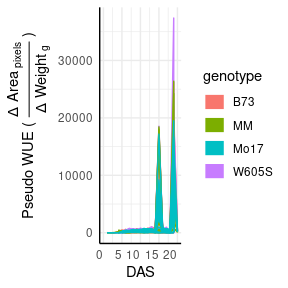 Pseudo WUE ( Δ Area pixels / Δ Weight g )
30000
20000
10000
0
0 5 10 15 20
DAS
genotype
B73
MM
Mo17
W605S